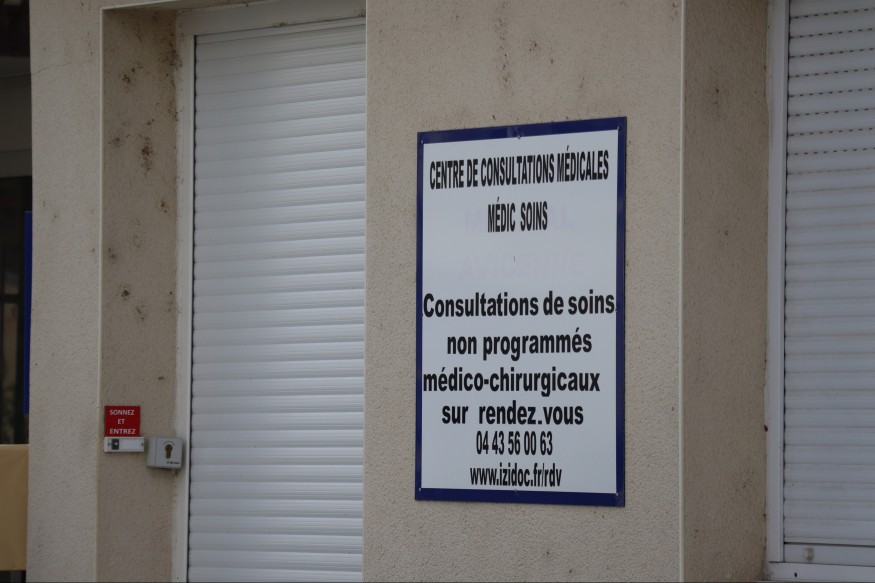 CENTRE DE CONSULTATIONS MÉDICALES
MÉDIC SOINS
Consultations de soins
non programmés
médico-chirurgicaux
sur rendez.vous
04 43 56 00 63
www.izidoc.fr/rdv
SONNEZ
ET
ENTREZ